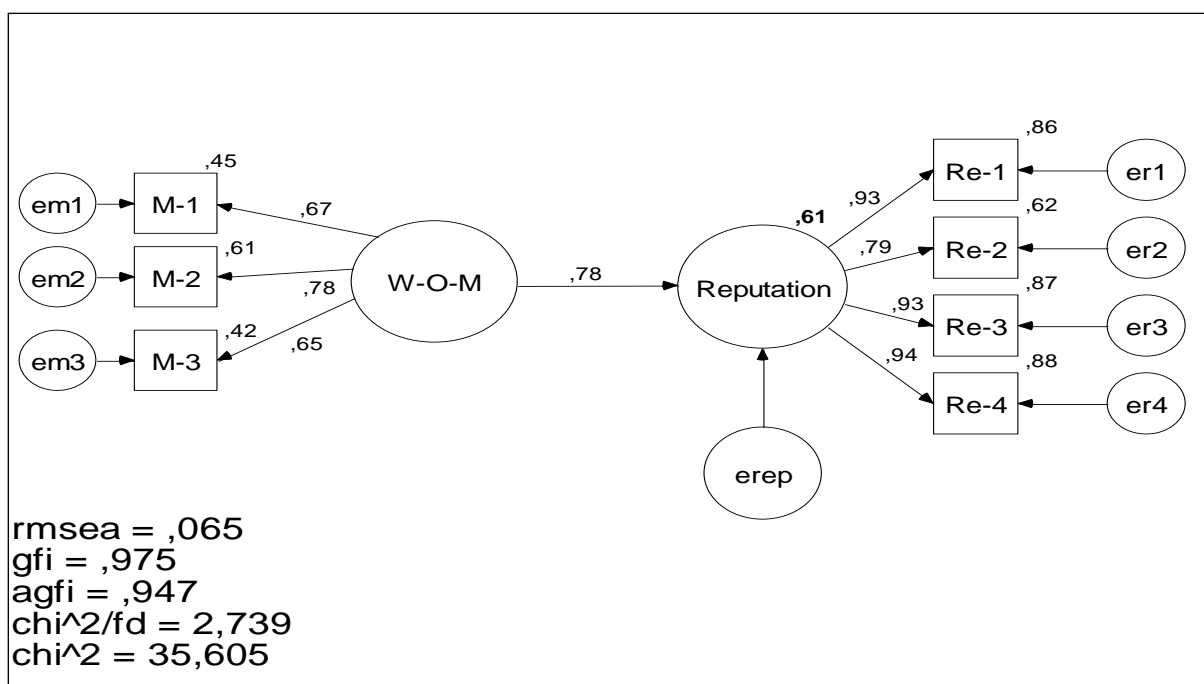 ,86
,45
Re-1
er1
em1
M-1
,67
,93
,61
,62
,61
,79
Re-2
er2
em2
M-2
,78
W-O-M
,78
Reputation
,87
,93
Re-3
er3
,42
,65
em3
M-3
,94
,88
Re-4
er4
erep
rmsea = ,065
gfi = ,975
agfi = ,947
chi^2/fd = 2,739
chi^2 = 35,605